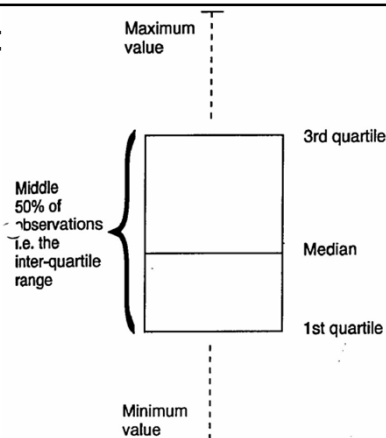 Maximum
value
3rd quartile
Middle
50% of
observations
i.e. the
inter-quartile
range
Median
1st quartile
Minimum
value